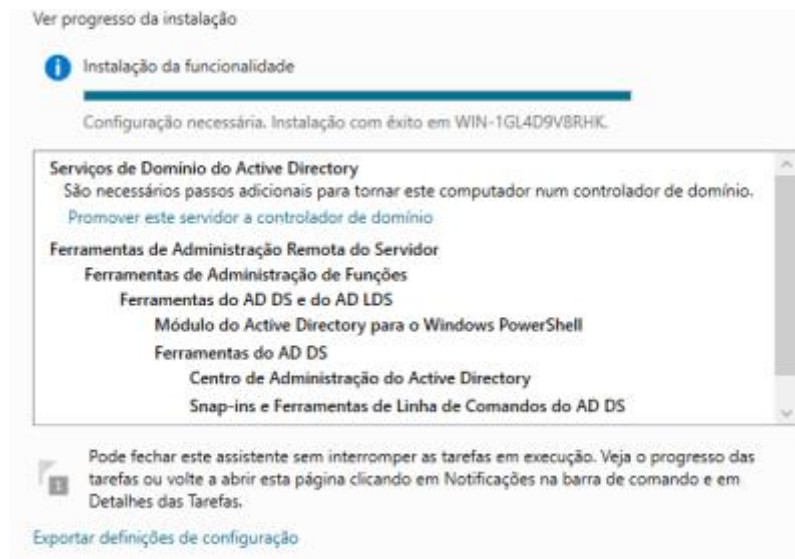 Ver progresso da instalação
Instalação da funcionalidade
Configuração necessária. Instalação com êxito em WIN-1GL4D9V8RHK.
Serviços de Domínio do Active Directory
São necessários passos adicionais para tornar este computador num controlador de domínio.
Promover este servidor a controlador de domínio
Ferramentas de Administração Remota do Servidor
Ferramentas de Administração de Funções
Ferramentas do AD DS e do AD LDS
Módulo do Active Directory para o Windows PowerShell
Ferramentas do AD DS
Centro de Administração do Active Directory
Snap-ins e Ferramentas de Linha de Comandos do AD DS
Pode fechar este assistente sem interromper as tarefas em execução. Veja o progresso das
tarefas ou volte a abrir esta página clicando em Notificações na barra de comando e em
Detalhes das Tarefas.
1
Exportar definições de configuração